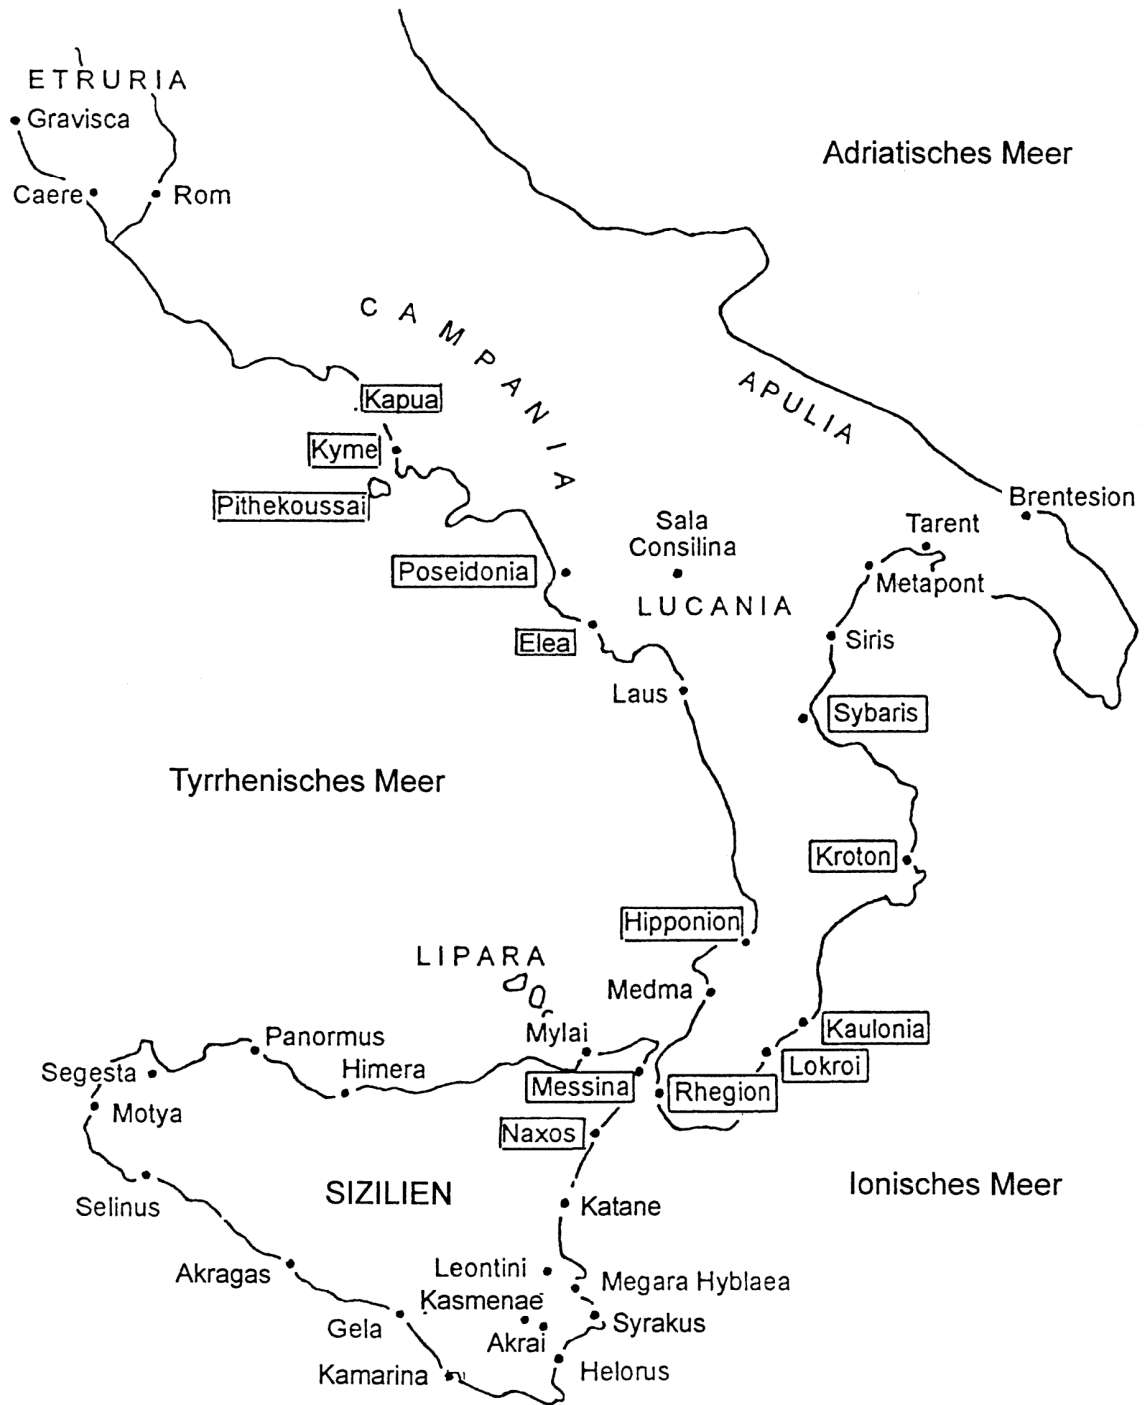 ETRURIA
Gravisca
Adriatisches Meer
Caere
Rom
CAMPANIA
Kapua
APULIA
Kyme
Pithekoussai
Brentesion
Sala
Consilina
Tarent
Poseidonia
Metapont
LUCANIA
Elea
Siris
Laus
Sybaris
Tyrrhenisches Meer
Kroton
Hipponion
LIPARA
Medma
Kaulonia
Mylai
Panormus
Lokroi
Himera
Segesta
Messina
Rhegion
Motya
Naxos
SIZILIEN
Ionisches Meer
Selinus
Katane
Leontini
Akragas
Megara Hyblaea
Kasmenae
Syrakus
Gela
Akrai
Helorus
Kamarina